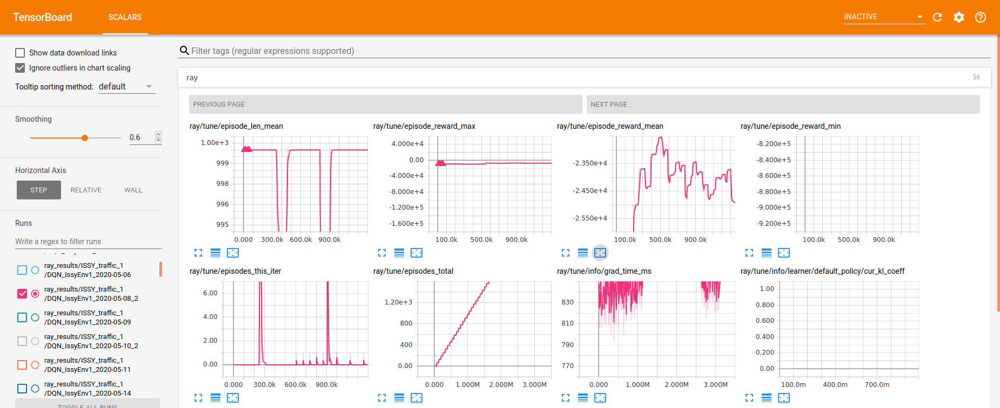 TensorBoard
SCALARS
INACTIVE
Show data download links
Ignore outliers in chart scaling
Tooltip sorting method: default
Smoothing
0.6
Horizontal Axis
STEP RELATIVE WALL
Runs
Write a regex to filter runs
ray_results/ISSY_traffic_1
/DQN_IssyEnv1_2020-05-06
ray_results/ISSY_traffic_1
/DQN_IssyEnv1_2020-05-08_2
ray_results/ISSY_traffic_1
/DQN_IssyEnv1_2020-05-09
ray_results/ISSY_traffic_1
/DQN_IssyEnv1_2020-05-10_2
ray_results/ISSY_traffic_1
/DQN_IssyEnv1_2020-05-11
ray_results/ISSY_traffic_1
/DQN_IssyEnv1_2020-05-14
TOGGLE ALL RUNS
Filter tags (regular expressions supported)
ray 56
PREVIOUS PAGE NEXT PAGE
ray/tune/episode_len_mean
1.00e+3
999
998
996
995
0.000 300.0k 600.0k 900.0k
ray/tune/episode_reward_max
4.000e+4
0.00
-4.000e+4
-8.000e+4
-1.200e+5
-1.600e+5
100.0k 500.0k 900.0k
ray/tune/episode_reward_mean
-2.350e+4
-2.450e+4
-2.550e+4
100.0k 500.0k 900.0k
ray/tune/episode_reward_min
-8.200e+5
-8.400e+5
-8.600e+5
-8.800e+5
-9.000e+5
-9.200e+5
100.0k 500.0k 900.0k
ray/tune/episodes_this_iter
6.00
4.00
2.00
0.00
0.000 300.0k 600.0k 900.0k
ray/tune/episodes_total
1.20e+3
800
400
0.00
0.000 1.000M 2.000M 3.000M
ray/tune/info/grad_time_ms
830
810
790
770
0.000 1.000M 2.000M 3.000M
ray/tune/info/learner/default_policy/cur_kl_coeff
1.00
0.800
0.600
0.400
0.200
0.00
100.0m 400.0m 700.0m